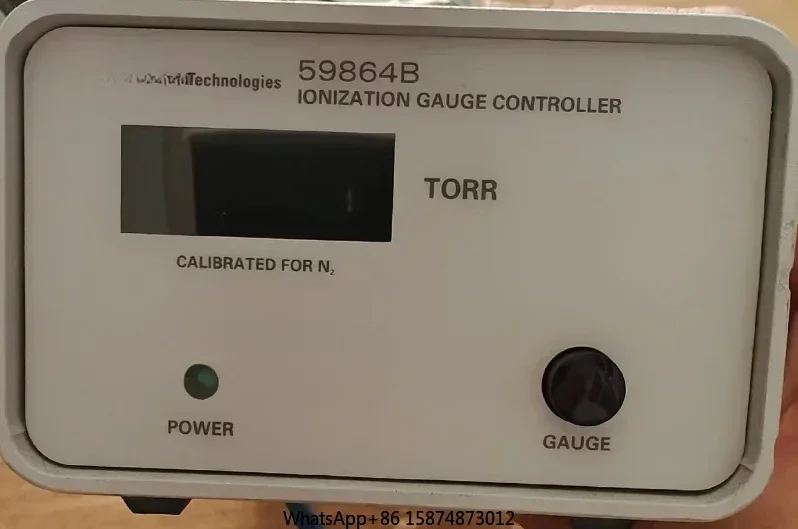 Technologies
59864B
IONIZATION GAUGE CONTROLLER
TORR
CALIBRATED FOR N₂
POWER
GAUGE
WhatsApp+86 15874873012